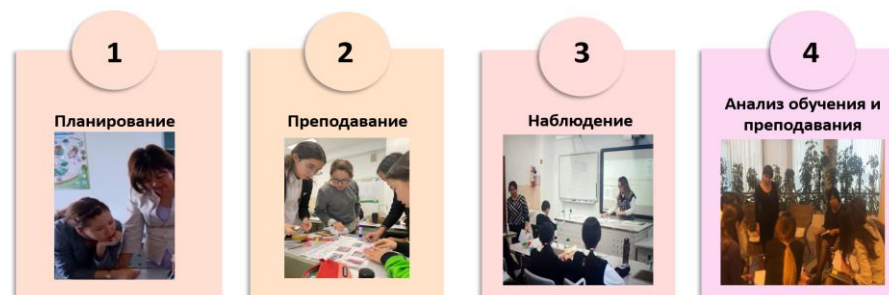 1
Планирование
2
Преподавание
3
Наблюдение
4
Анализ обучения и
преподавания